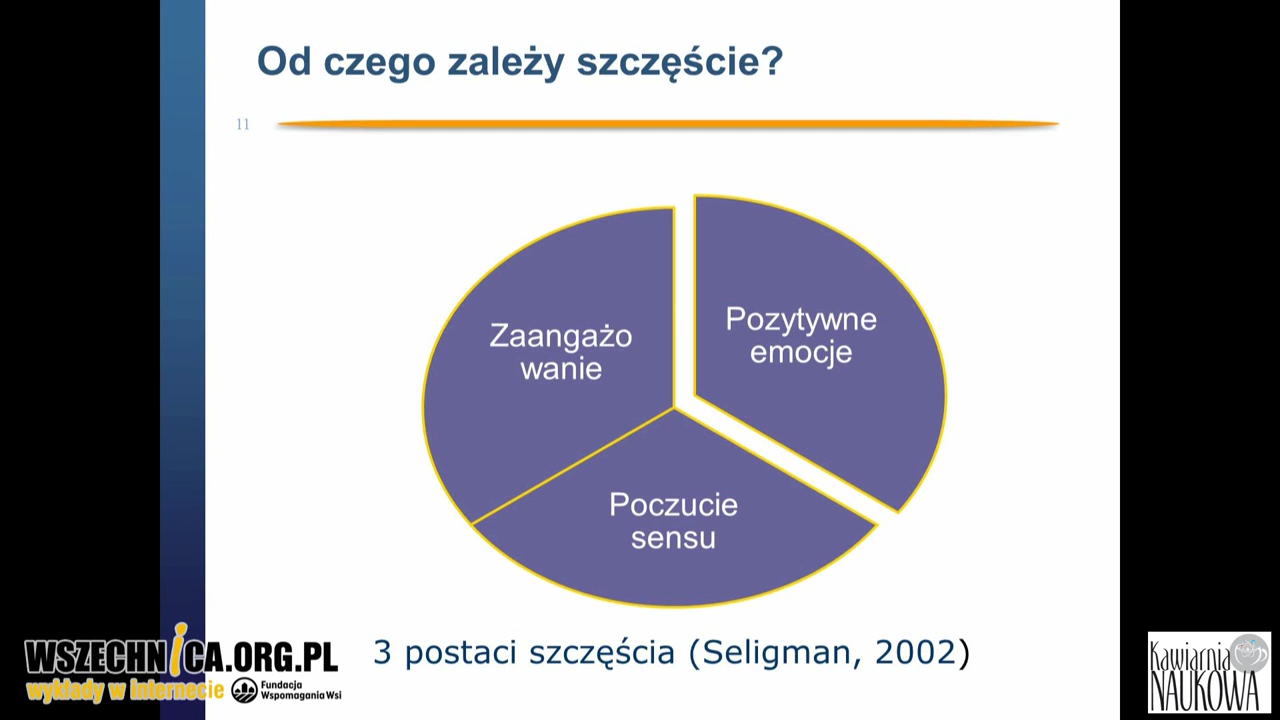 Od czego zależy szczęście?
11
Zaangażo
wanie
Pozytywne
emocje
Poczucie
sensu
3 postaci szczęścia (Seligman, 2002)
WSZECHNICA.ORG.PL
wykłady w internecie
Fundacja
Wspomagania Wsi
Kawiarnia
NAUKOWA